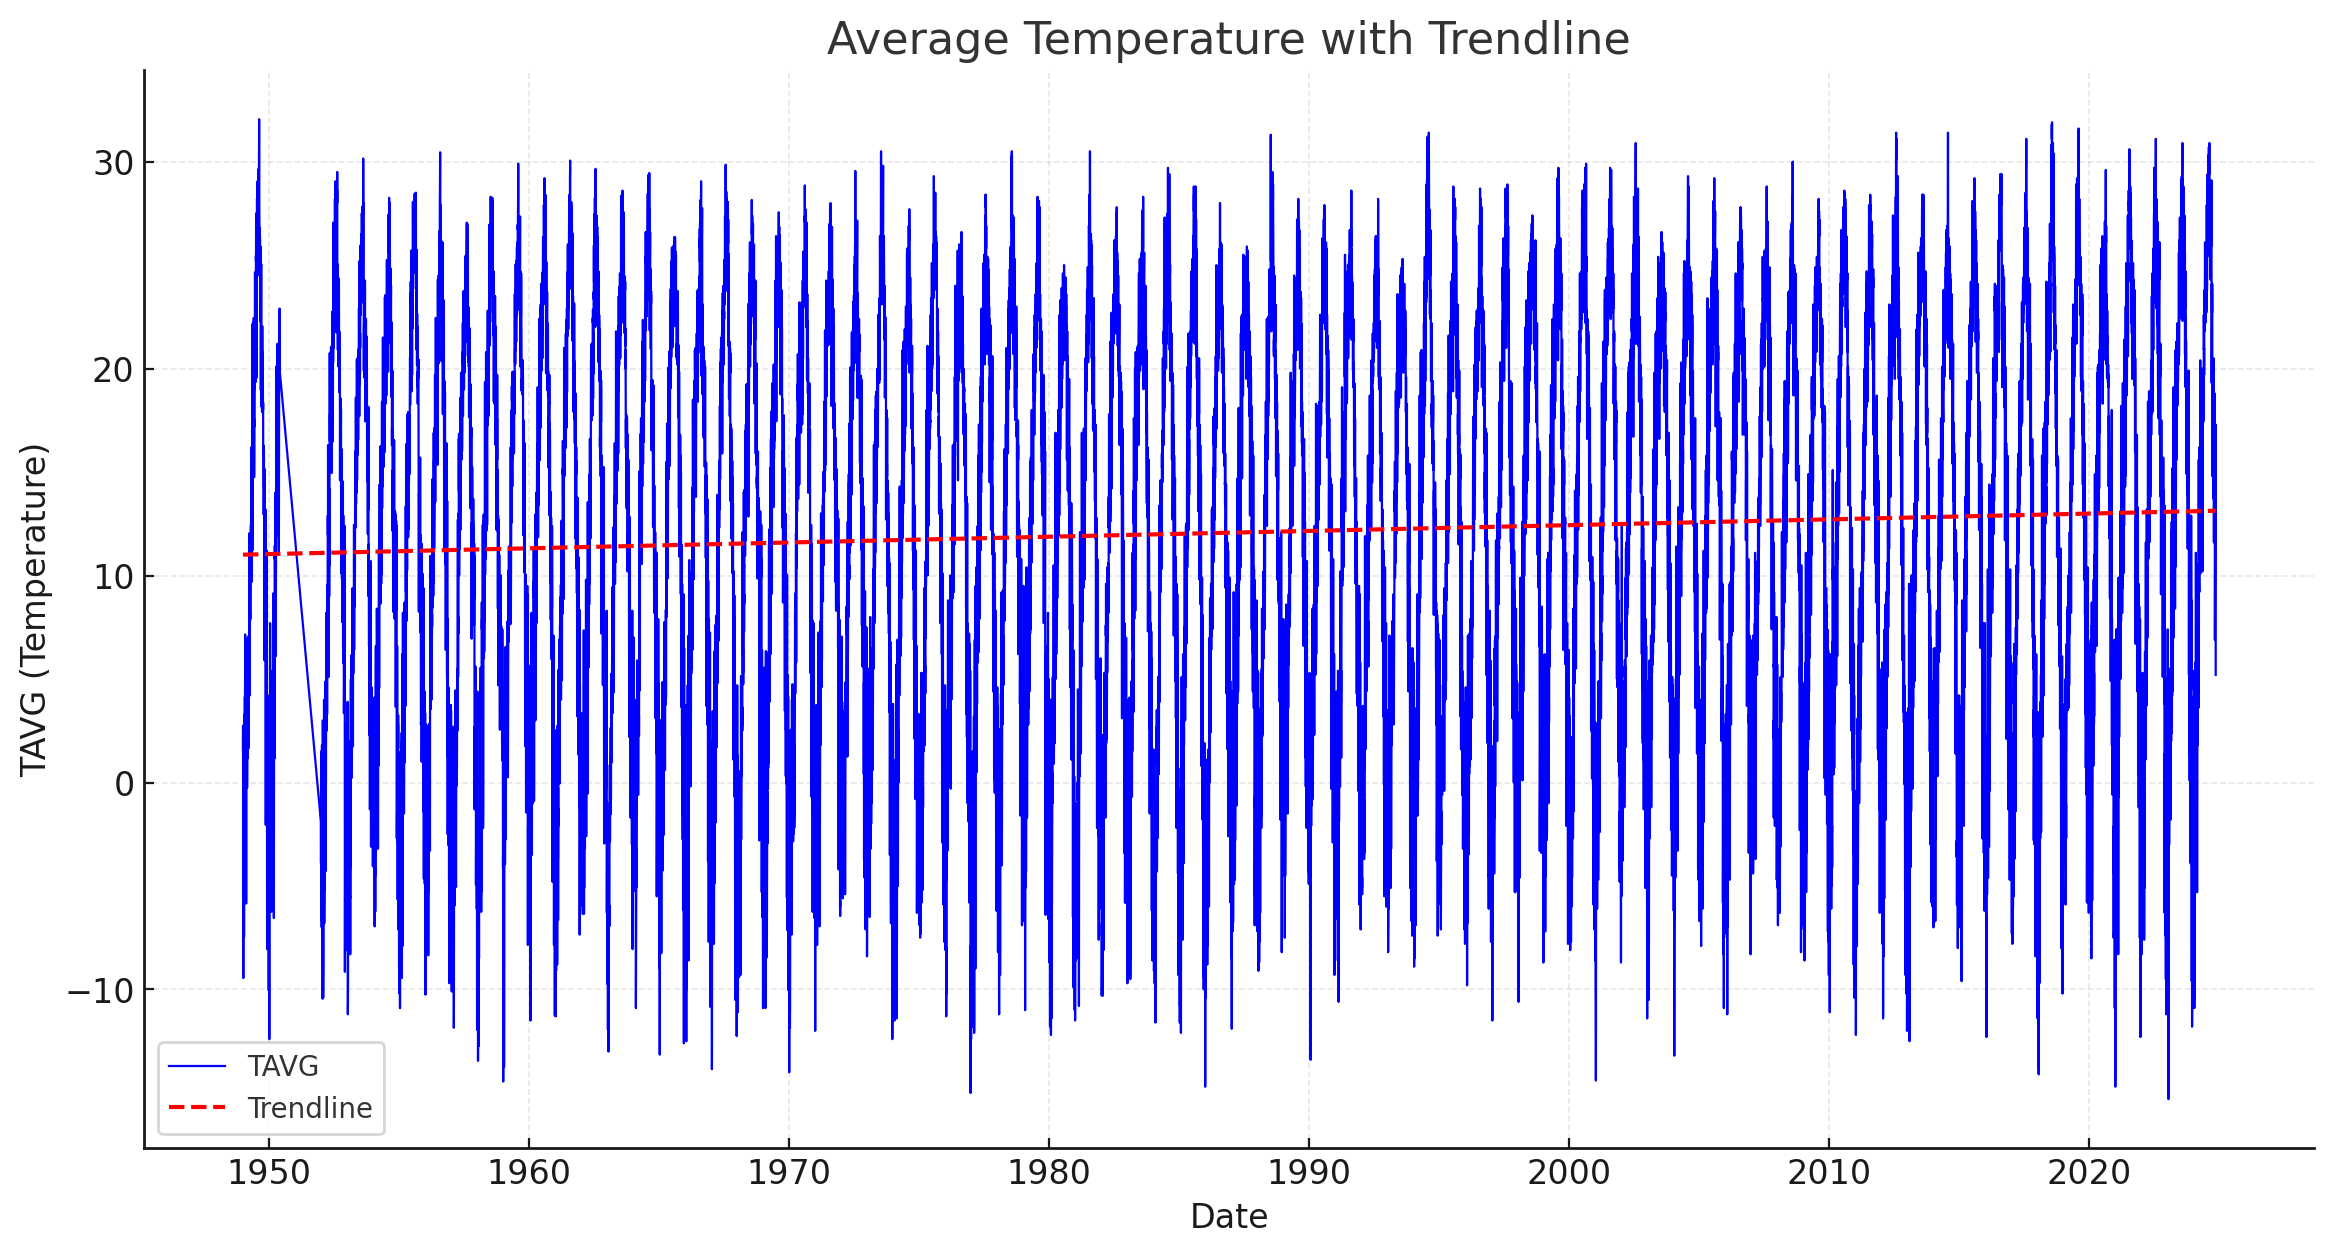 Average Temperature with Trendline
TAVG (Temperature)
30
20
10
0
−10
TAVG
Trendline
1950 1960 1970 1980 1990 2000 2010 2020
Date